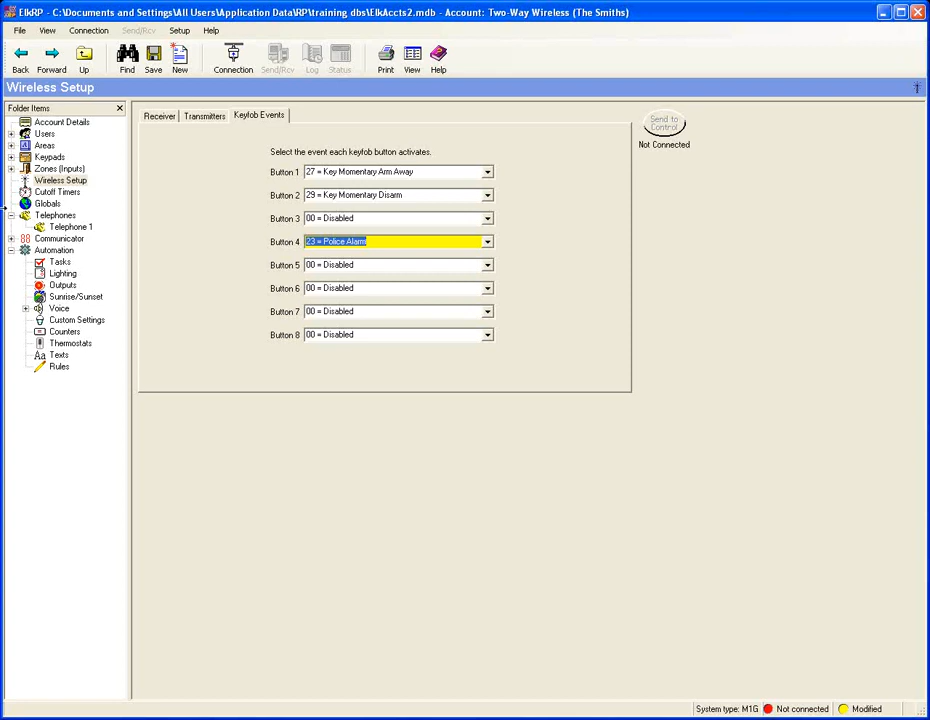 ElkRP - C:\Documents and Settings\All Users\Application Data\RP\training dbs\ElkAccts2.mdb - Account: Two-Way Wireless (The Smiths)
File View Connection Send/Rcv Setup Help
Back Forward Up Find Save New Connection Send/Rcv Log Status Print View Help
Wireless Setup
Folder Items
Account Details
Users
Areas
Keypads
Zones (Inputs)
Wireless Setup
Cutoff Timers
Globals
Telephones
Telephone 1
Communicator
Automation
Tasks
Lighting
Outputs
Sunrise/Sunset
Voice
Custom Settings
Counters
Thermostats
Texts
Rules
Receiver Transmitters Keyfob Events
Select the event each keyfob button activates.
Button 1 27 = Key Momentary Arm Away
Button 2 29 = Key Momentary Disarm
Button 3 00 = Disabled
Button 4 23 = Police Alarm
Button 5 00 = Disabled
Button 6 00 = Disabled
Button 7 00 = Disabled
Button 8 00 = Disabled
Send to
Control
Not Connected
System type: M1G Not connected Modified